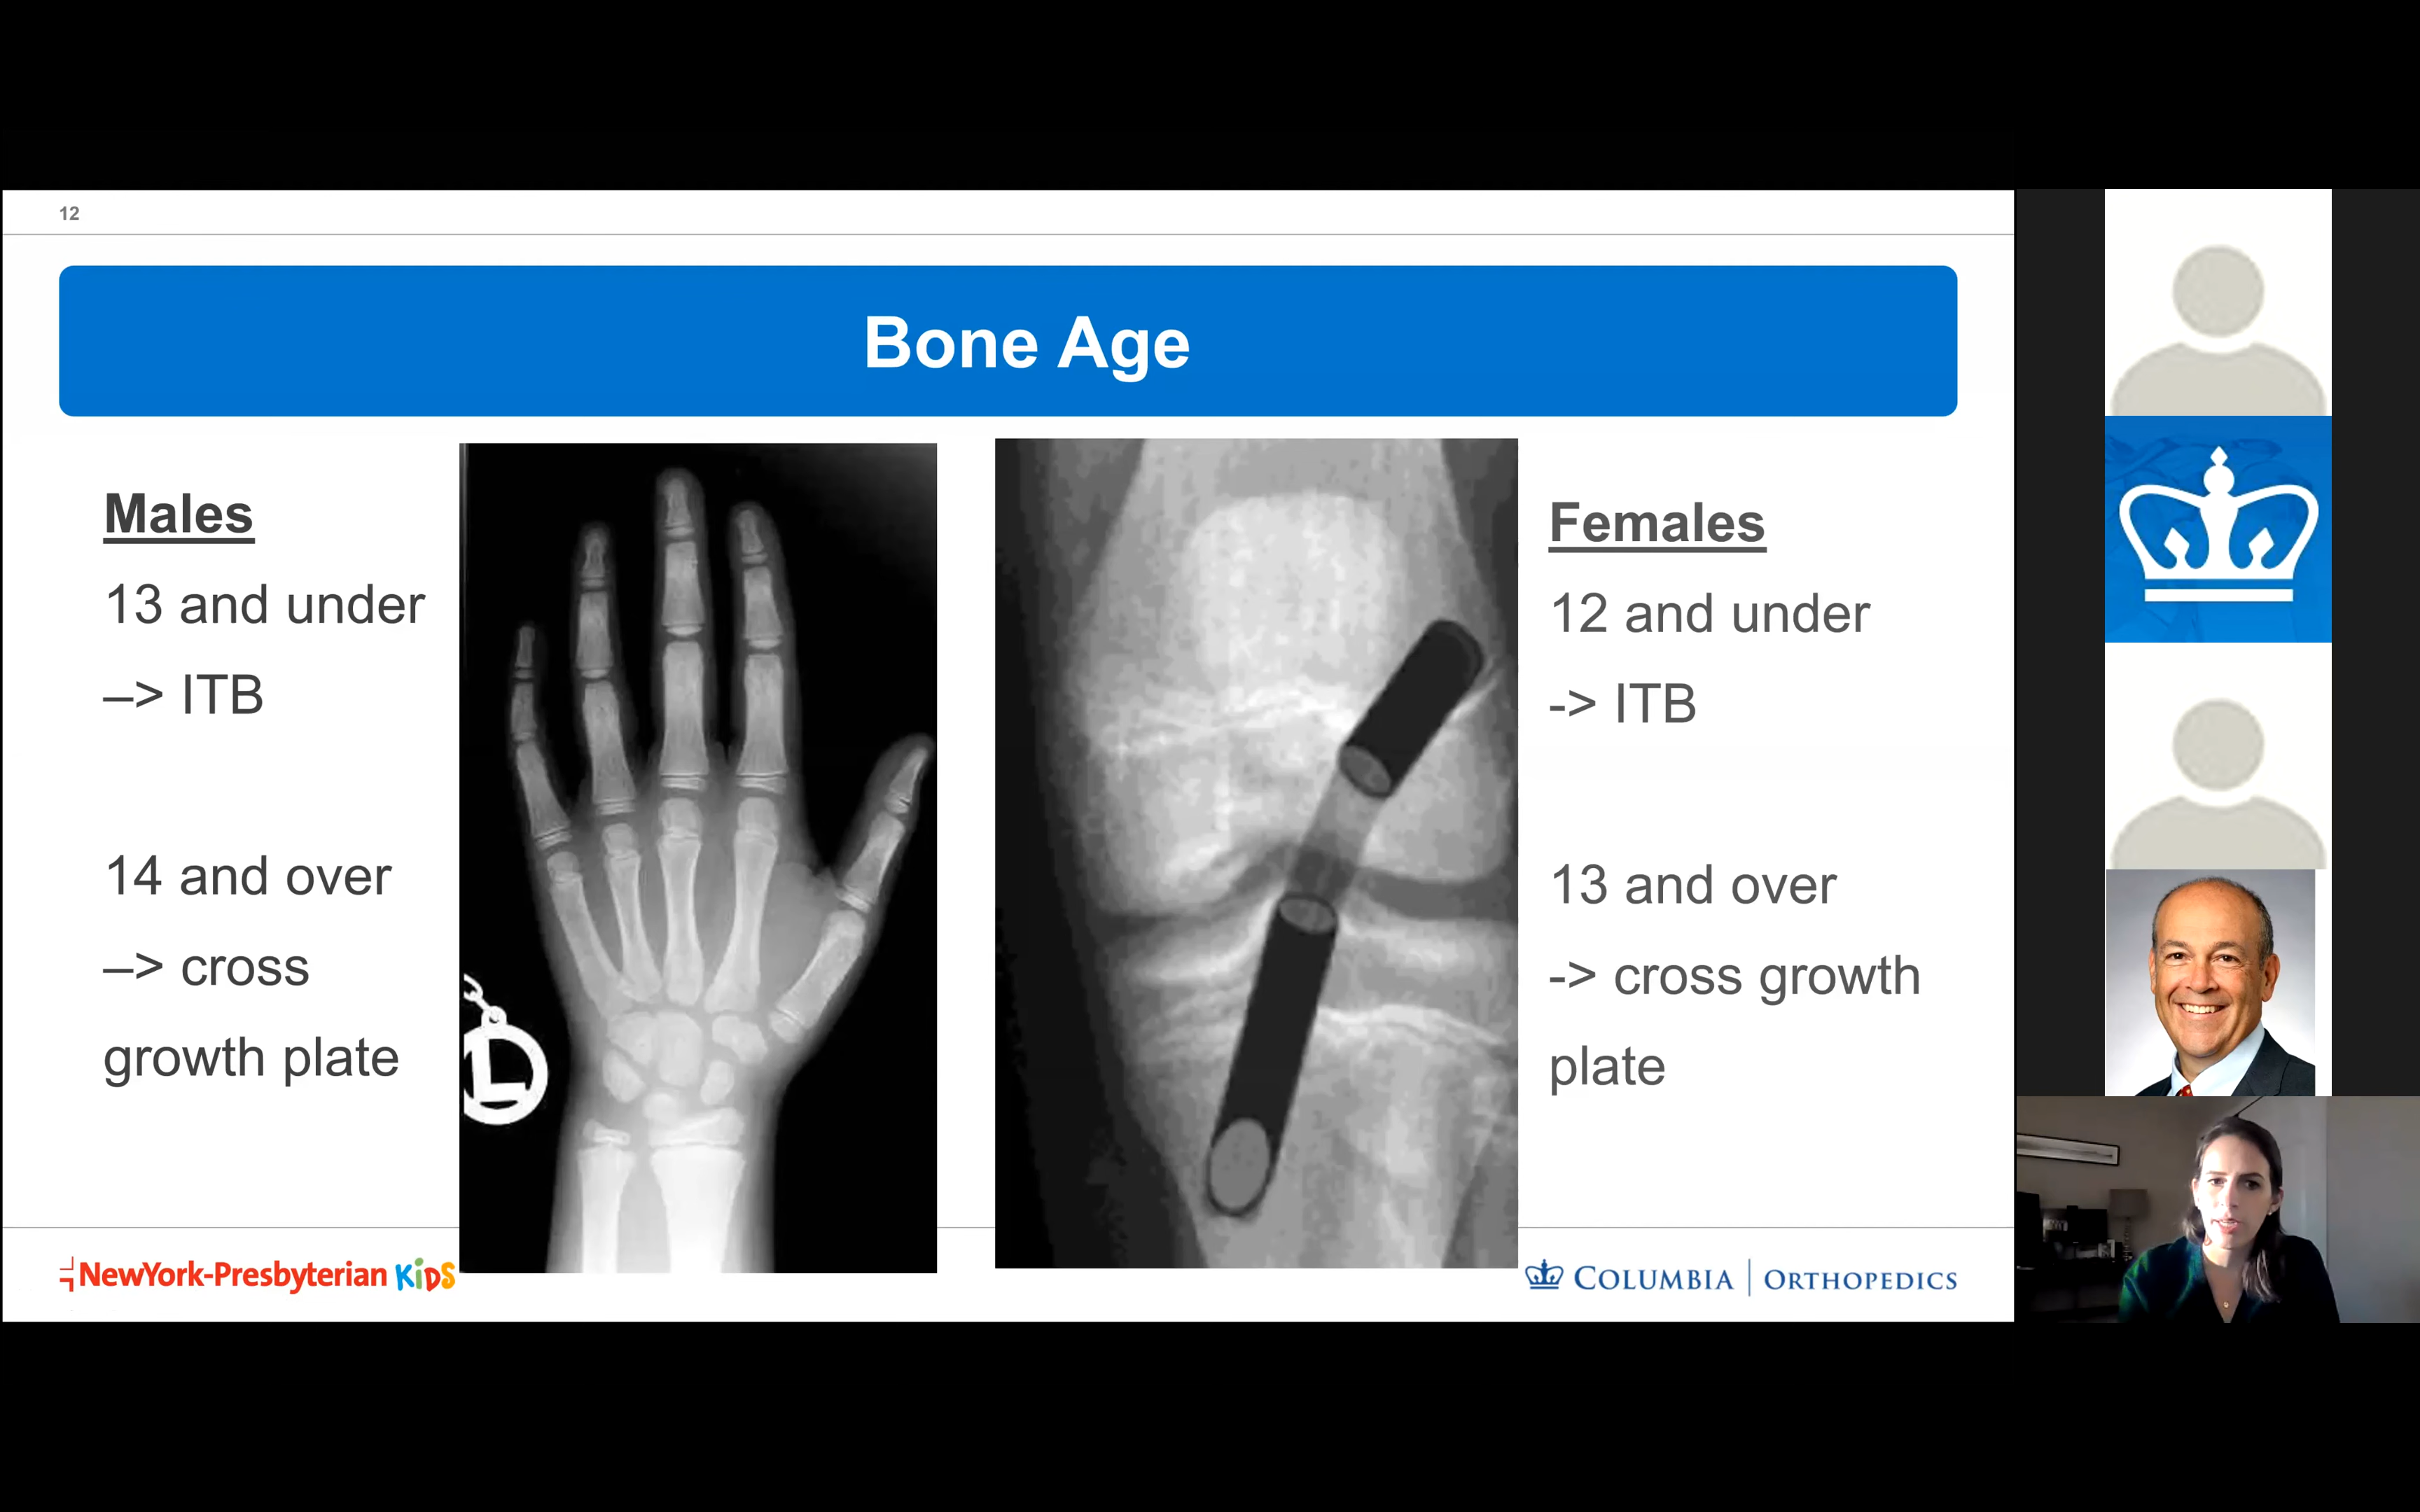 12
Bone Age
Males
13 and under
–> ITB
14 and over
–> cross
growth plate
L
Females
12 and under
-> ITB
13 and over
-> cross growth
plate
NewYork-Presbyterian KiDS
COLUMBIA | ORTHOPEDICS